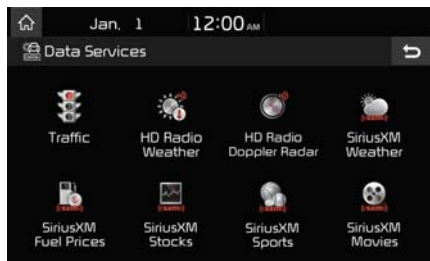 Jan. 1 12:00 AM
Data Services
Traffic
HD Radio
Weather
HD Radio
Doppler Radar
SiriusXM
Weather
SiriusXM
Fuel Prices
SiriusXM
Stocks
SiriusXM
Sports
SiriusXM
Movies